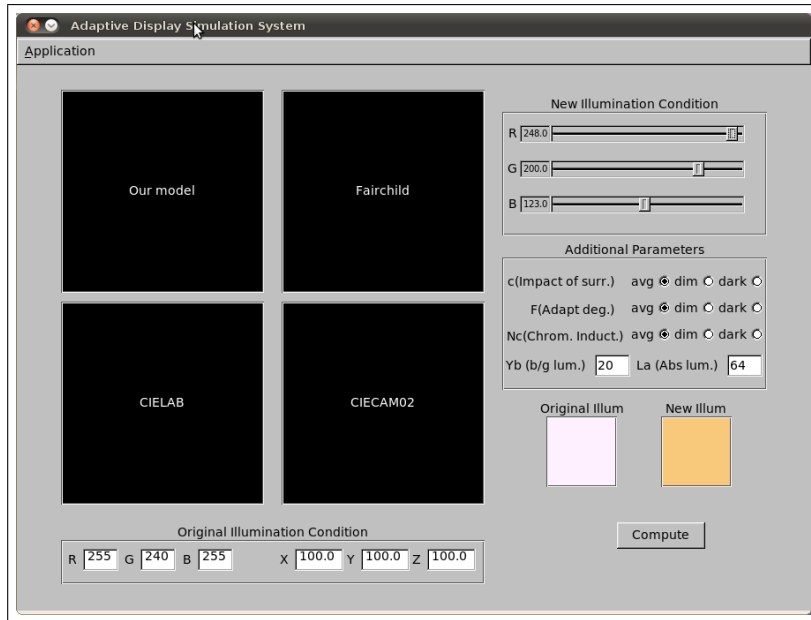 Adaptive Display Simulation System
Application
Our model
Fairchild
CIELAB
CIECAM02
New Illumination Condition
R 248.0
G 200.0
B 123.0
Additional Parameters
c(Impact of surr.) avg dim dark
F(Adapt deg.) avg dim dark
Nc(Chrom. Induct.) avg dim dark
Yb (b/g lum.) 20 La (Abs lum.) 64
Original Illum New Illum
Compute
Original Illumination Condition
R 255 G 240 B 255 X 100.0 Y 100.0 Z 100.0